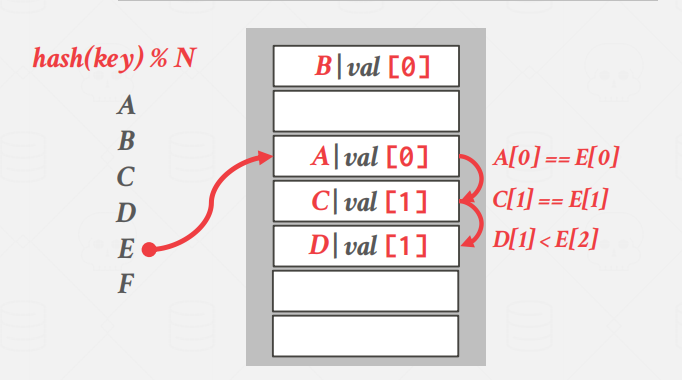 hash(key) % N
A
B
C
D
E
F
B|val [0]
A|val [0]
C|val [1]
D|val [1]
A[0] == E[0]
C[1] == E[1]
D[1] < E[2]